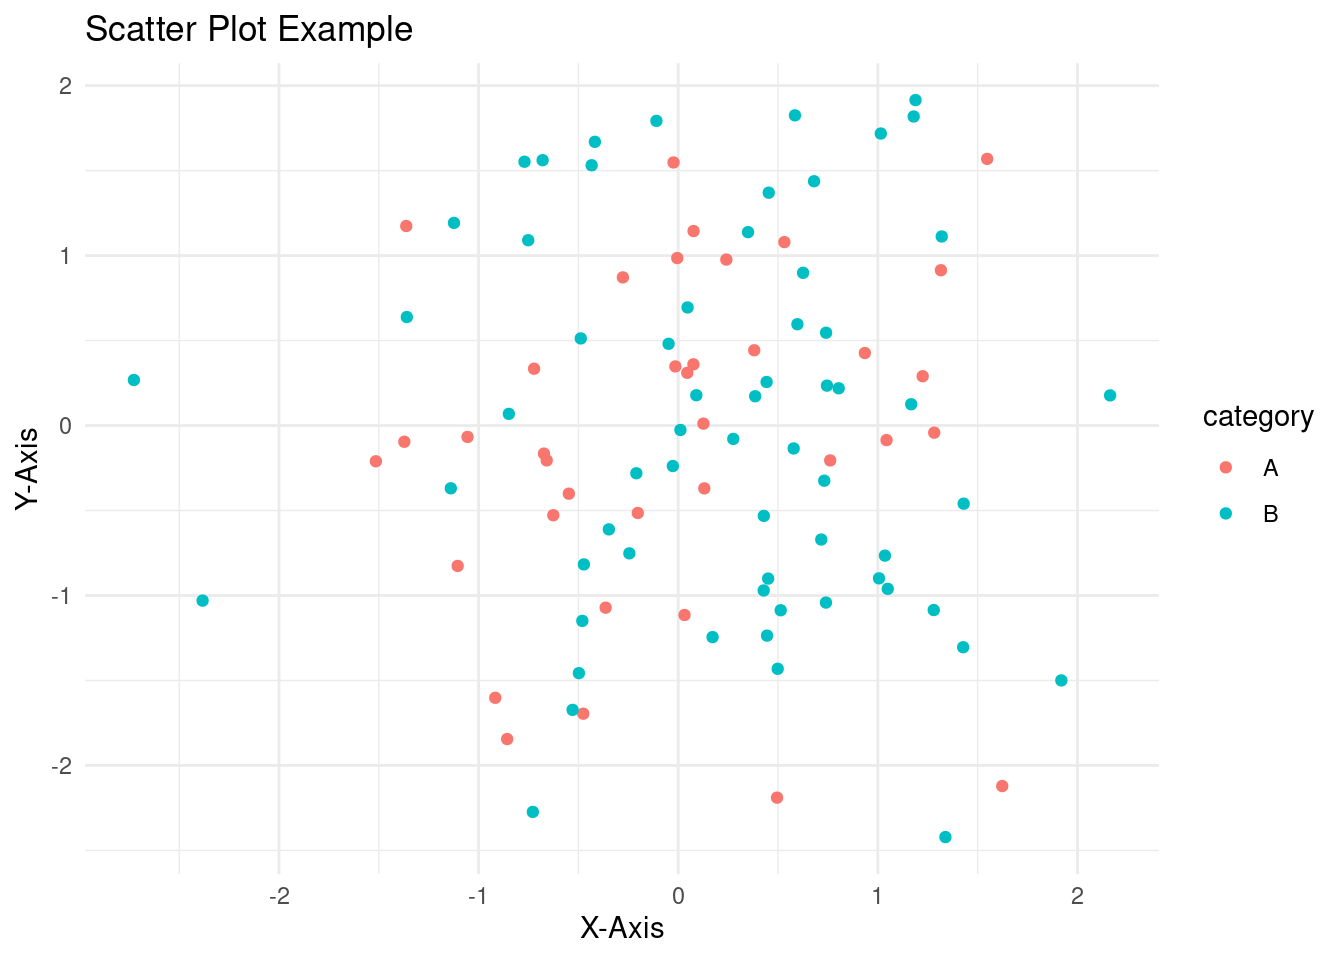 Scatter Plot Example
2
1
0
-1
-2
Y-Axis
-2 -1 0 1 2
X-Axis
category
A
B